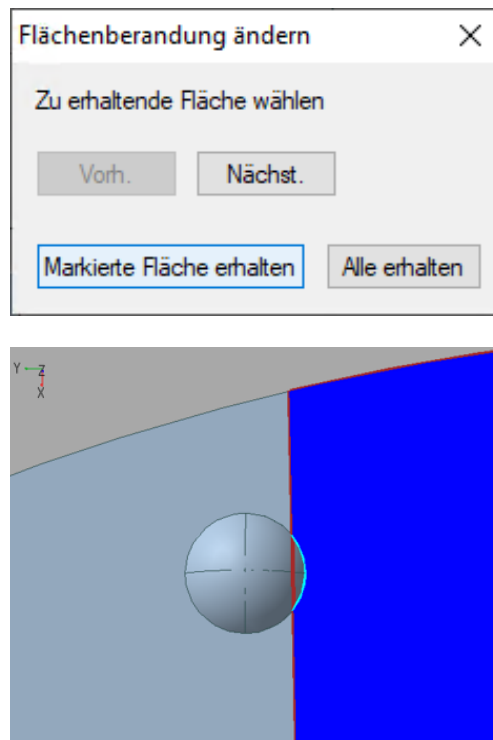 Flächenberandung ändern
Zu erhaltende Fläche wählen
Vorh.
Nächst.
Markierte Fläche erhalten
Alle erhalten
Y
Z
X